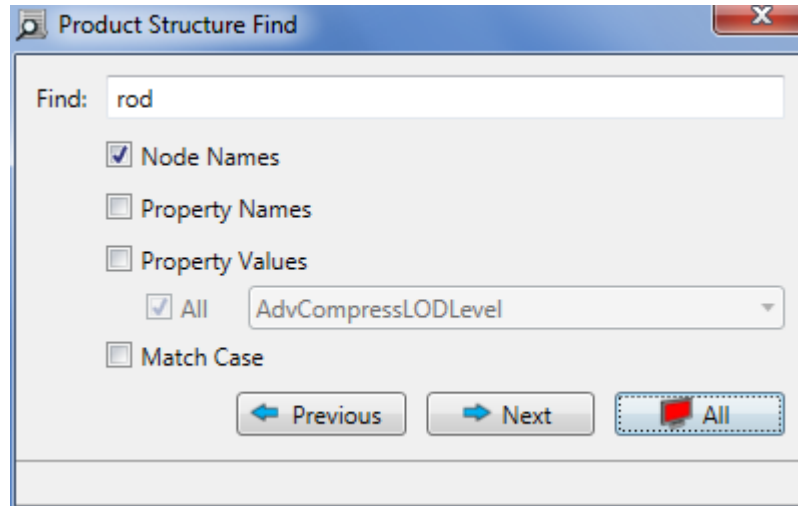 Product Structure Find
Find: rod
Node Names
Property Names
Property Values
All AdvCompressLODLevel
Match Case
Previous Next All